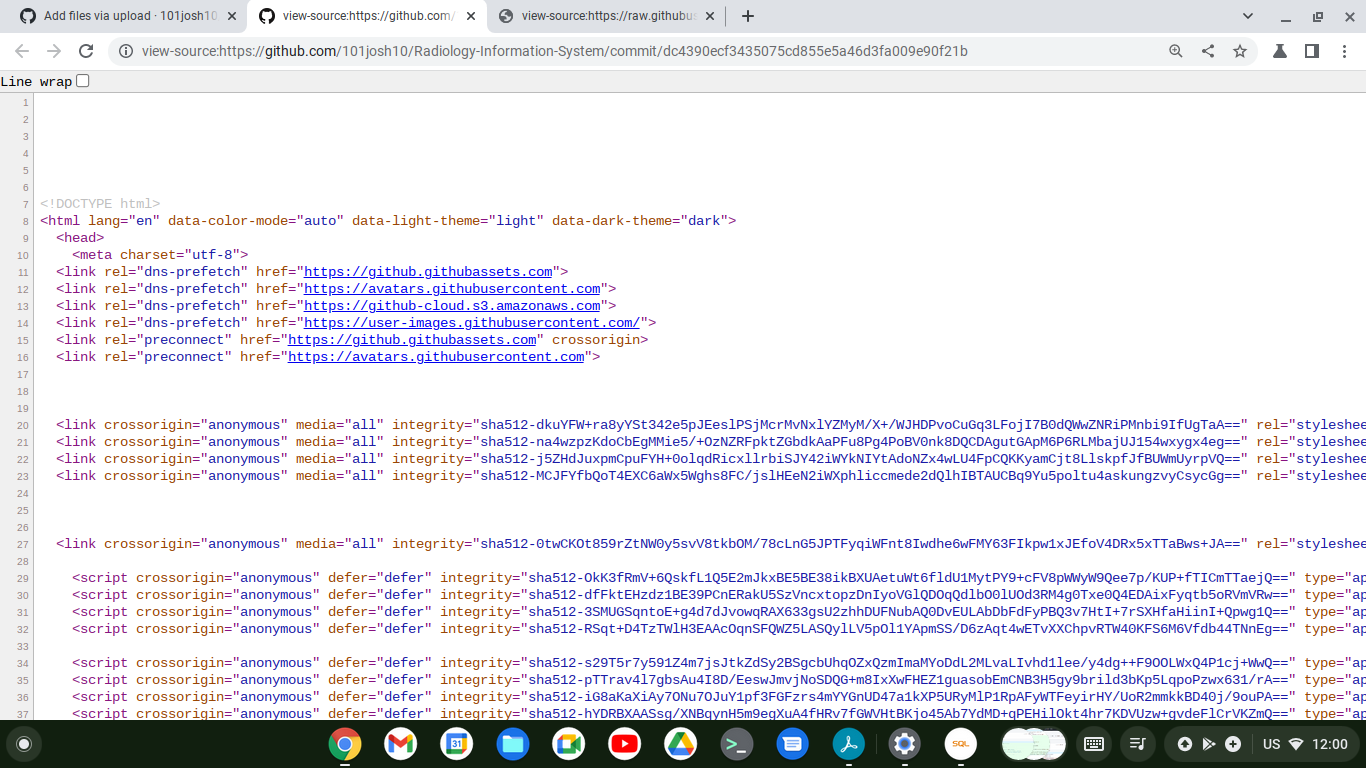 Add files via upload · 101josh10
view-source:https://github.com/
view-source:https://raw.githubus
view-source:https://github.com/101josh10/Radiology-Information-System/commit/dc4390ecf3435075cd855e5a46d3fa009e90f21b
Line wrap
1
2
3
4
5
6
7 <!DOCTYPE html>
8 <html lang="en" data-color-mode="auto" data-light-theme="light" data-dark-theme="dark">
9 <head>
10 <meta charset="utf-8">
11 <link rel="dns-prefetch" href="https://github.githubassets.com">
12 <link rel="dns-prefetch" href="https://avatars.githubusercontent.com">
13 <link rel="dns-prefetch" href="https://github-cloud.s3.amazonaws.com">
14 <link rel="dns-prefetch" href="https://user-images.githubusercontent.com/">
15 <link rel="preconnect" href="https://github.githubassets.com" crossorigin>
16 <link rel="preconnect" href="https://avatars.githubusercontent.com">
17
18
19
20 <link crossorigin="anonymous" media="all" integrity="sha512-dkuYFW+ra8yYSt342e5pJEeslPSjMcrMvNxlYZMyM/X+/WJHDPvoCuGq3LFojI7B0dQWwZNRiPMnbi9IfUgTaA==" rel="styleshee
21 <link crossorigin="anonymous" media="all" integrity="sha512-na4wzpzKdoCbEgMMie5/+OzNZRFpktZGbdkAaPFu8Pg4PoBV0nk8DQCDAgutGApM6P6RLMbajUJ154wxygx4eg==" rel="styleshee
22 <link crossorigin="anonymous" media="all" integrity="sha512-j5ZHdJuxpmCpuFYH+0olqdRicxllrbiSJY42iWYkNIYtAdoNZx4wLU4FpCQKKyamCjt8LlskpfJfBUWmUyrpVQ==" rel="styleshee
23 <link crossorigin="anonymous" media="all" integrity="sha512-MCJFYfbQoT4EXC6aWx5Wghs8FC/jslHEeN2iWXphliccmede2dQlhIBTAUCBq9Yu5poltu4askungzvyCsycGg==" rel="styleshee
24
25
26
27 <link crossorigin="anonymous" media="all" integrity="sha512-0twCKOt859rZtNW0y5svV8tkbOM/78cLnG5JPTFyqiWFnt8Iwdhe6wFMY63FIkpw1xJEfoV4DRx5xTTaBws+JA==" rel="styleshee
28
29 <script crossorigin="anonymous" defer="defer" integrity="sha512-OkK3fRmV+6QskfL1Q5E2mJkxBE5BE38ikBXUAetuWt6fldU1MytPY9+cFV8pWWyW9Qee7p/KUP+fTICmTTaejQ==" type="ap
30 <script crossorigin="anonymous" defer="defer" integrity="sha512-dfFktEHzdz1BE39PCnERakU5SzVncxtopzDnIyoVGlQDOqQdlbO0lUOd3RM4g0Txe0Q4EDAixFyqtb5oRVmVRw==" type="ap
31 <script crossorigin="anonymous" defer="defer" integrity="sha512-3SMUGSqntoE+g4d7dJvowqRAX633gsU2zhhDUFNubAQ0DvEULAbDbFdFyPBQ3v7HtI+7rSXHfaHiinI+Qpwg1Q==" type="ap
32 <script crossorigin="anonymous" defer="defer" integrity="sha512-RSqt+D4TzTWlH3EAAcOqnSFQWZ5LASQylLV5pOl1YApmSS/D6zAqt4wETvXXChpvRTW40KFS6M6Vfdb44TNnEg==" type="ap
33
34 <script crossorigin="anonymous" defer="defer" integrity="sha512-s29T5r7y591Z4m7jsJtkZdSy2BSgcbUhqOZxQzmImaMYoDdL2MLvaLIvhd1lee/y4dg++F9OOLWxQ4P1cj+WwQ==" type="ap
35 <script crossorigin="anonymous" defer="defer" integrity="sha512-pTTrav4l7gbsAu4I8D/EeswJmvjNoSDQG+m8IxXwFHEZ1guasobEmCNB3H5gy9brild3bKp5LqpoPzwx631/rA==" type="ap
36 <script crossorigin="anonymous" defer="defer" integrity="sha512-iG8aKaXiAy7ONu7OJuY1pf3FGFzrs4mYYGnUD47a1kXP5URyMlP1RpAFyWTFeyirHY/UoR2mmkkBD40j/9ouPA==" type="ap
37 <script crossorigin="anonymous" defer="defer" integrity="sha512-hYDRBXAASsg/XNBqynH5m9egXuA4fHRv7fGWVHtBKjo45Ab7YdMD+qPEHilOkt4hr7KDVUzw+gvdeFlCrVKZmQ==" type="ap
31
SQL
US
12:00